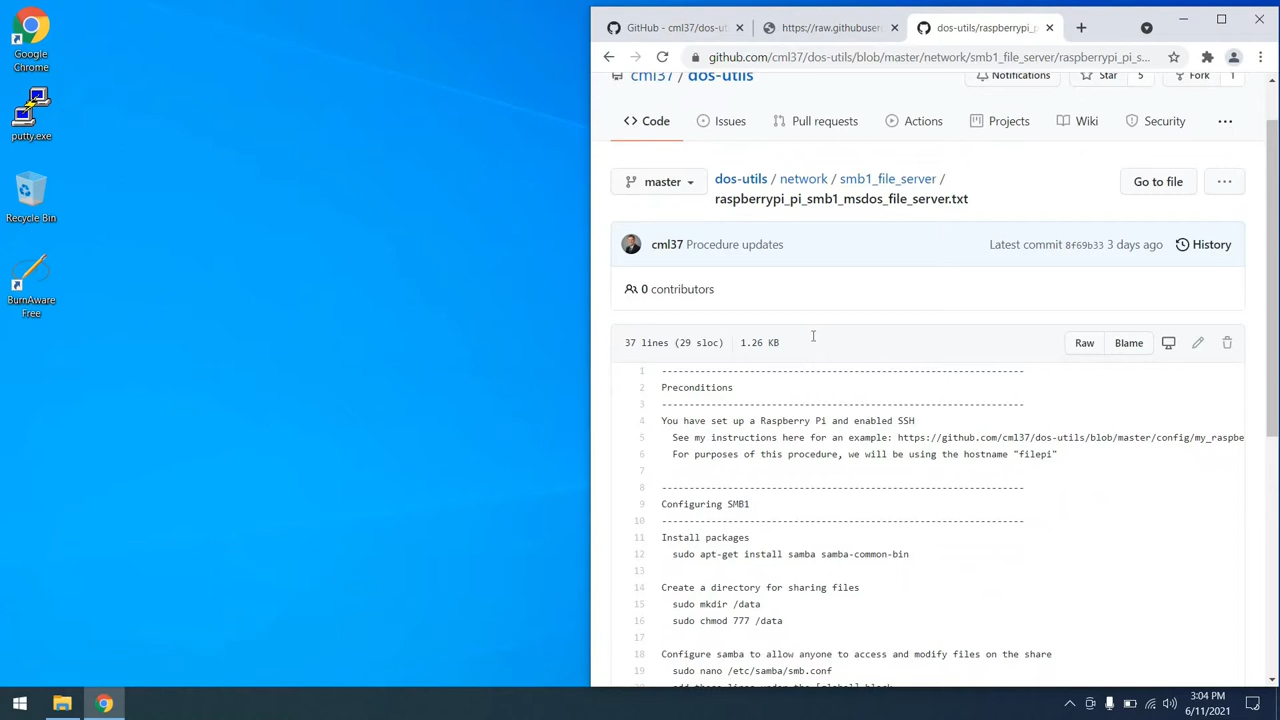 Google
Chrome
putty.exe
Recycle Bin
BurnAware
Free
GitHub - cml37/dos-ut
https://raw.githubuser
dos-utils/raspberrypi_p
github.com/cml37/dos-utils/blob/master/network/smb1_file_server/raspberrypi_pi_s...
cml37 / dos-utils
Notifications
Star 5
Fork 1
Code
Issues
Pull requests
Actions
Projects
Wiki
Security
master
dos-utils / network / smb1_file_server /
raspberrypi_pi_smb1_msdos_file_server.txt
Go to file
cml37 Procedure updates
Latest commit 8f69b33 3 days ago
History
0 contributors
37 lines (29 sloc) 1.26 KB
Raw
Blame
1 ------------------------------------------------------------------
2 Preconditions
3 ------------------------------------------------------------------
4 You have set up a Raspberry Pi and enabled SSH
5 See my instructions here for an example: https://github.com/cml37/dos-utils/blob/master/config/my_raspbe
6 For purposes of this procedure, we will be using the hostname "filepi"
7
8 ------------------------------------------------------------------
9 Configuring SMB1
10 ------------------------------------------------------------------
11 Install packages
12 sudo apt-get install samba samba-common-bin
13
14 Create a directory for sharing files
15 sudo mkdir /data
16 sudo chmod 777 /data
17
18 Configure samba to allow anyone to access and modify files on the share
19 sudo nano /etc/samba/smb.conf
20 add these lines under the [global] block
3:04 PM
6/11/2021